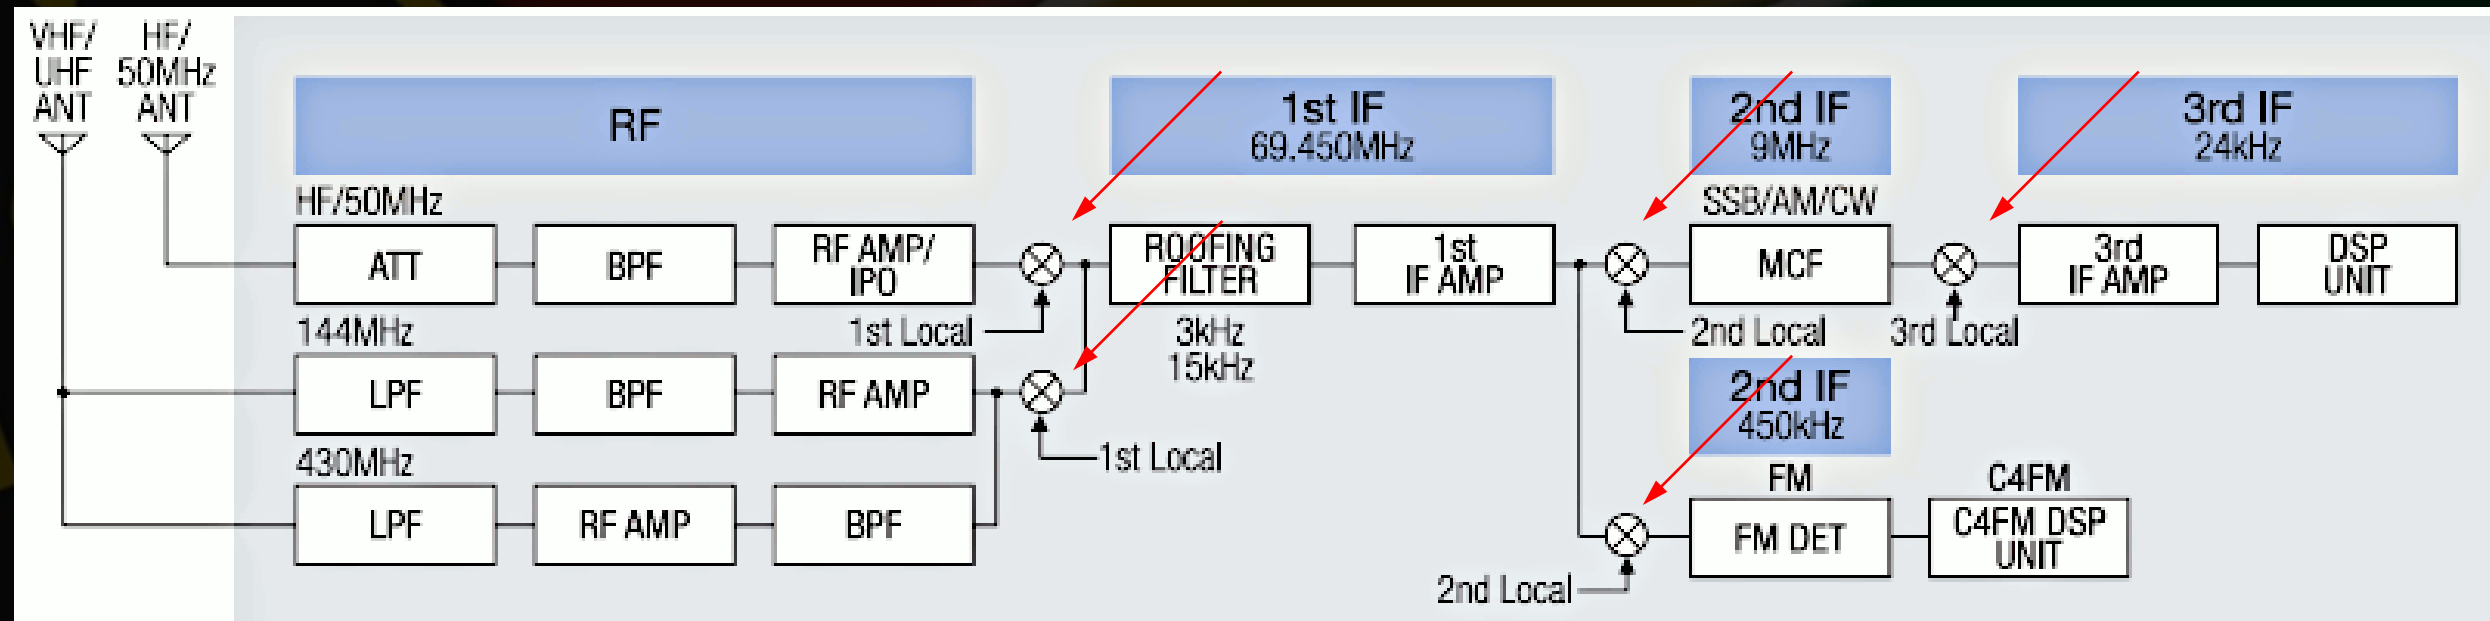 VHF/
UHF
ANT
HF/
50MHz
ANT
RF
1st IF
69.450MHz
2nd IF
9MHz
3rd IF
24kHz
HF/50MHz
SSB/AM/CW
ATT
BPF
RF AMP/
IPO
ROOFING
FILTER
1st
IF AMP
MCF
3rd
IF AMP
DSP
UNIT
144MHz
1st Local
3kHz
15kHz
2nd Local
3rd Local
LPF
BPF
RF AMP
2nd IF
450kHz
430MHz
1st Local
FM
C4FM
LPF
RF AMP
BPF
FM DET
C4FM DSP
UNIT
2nd Local